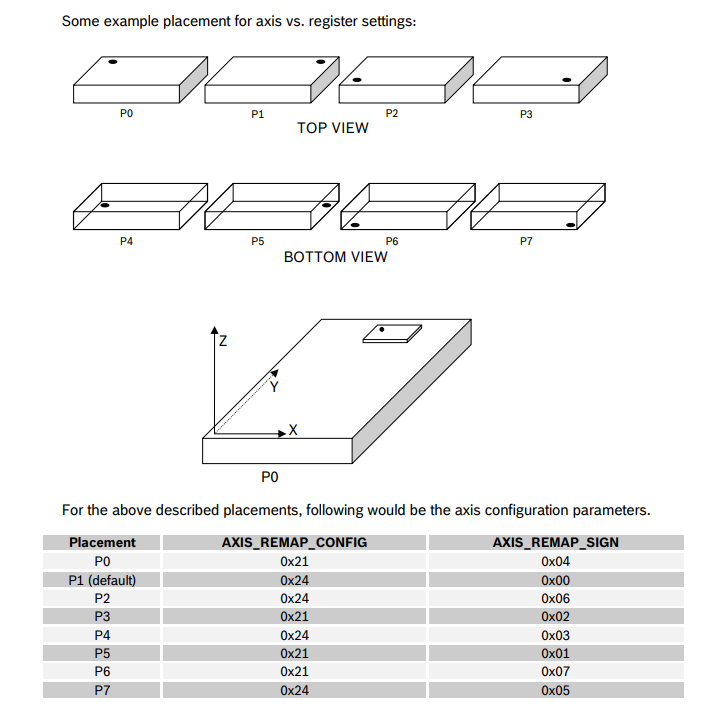 Some example placement for axis vs. register settings:
P0 P1 P2 P3
TOP VIEW
P4 P5 P6 P7
BOTTOM VIEW
Z
Y
X
P0
For the above described placements, following would be the axis configuration parameters.
Placement AXIS_REMAP_CONFIG AXIS_REMAP_SIGN
P0 0x21 0x04
P1 (default) 0x24 0x00
P2 0x24 0x06
P3 0x21 0x02
P4 0x24 0x03
P5 0x21 0x01
P6 0x21 0x07
P7 0x24 0x05